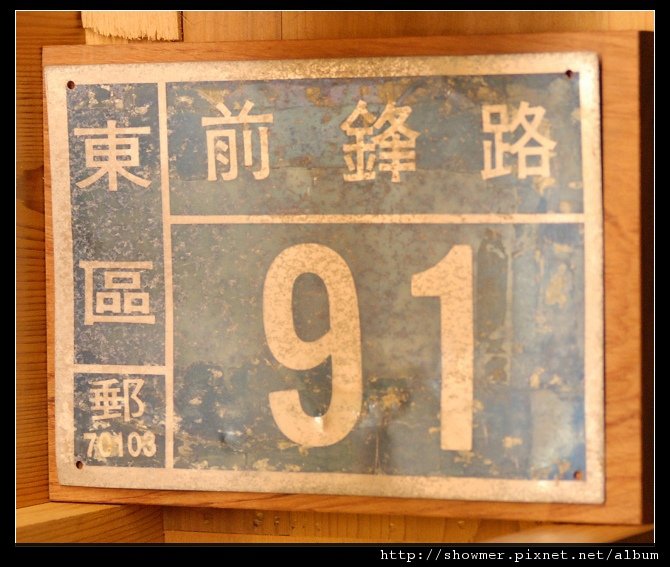 東區
前鋒路
91
郵
70103
http://showmer.pixnet.net/album